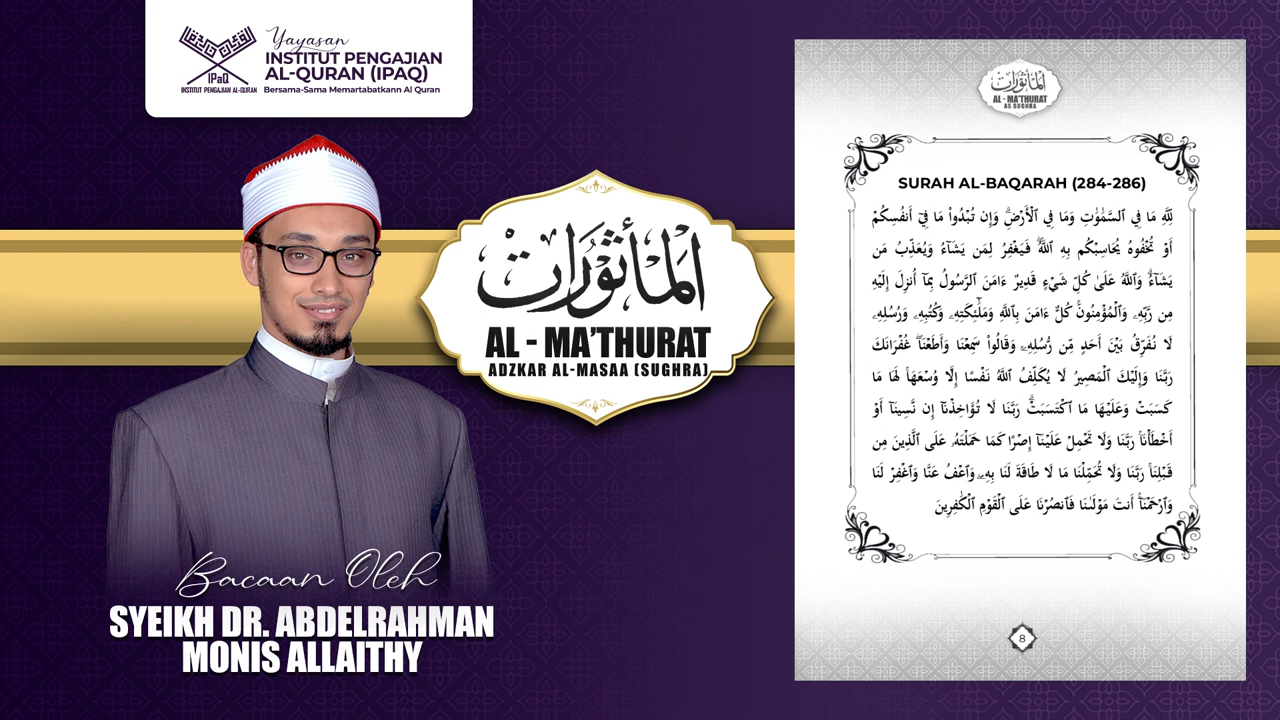 IPaQ
INSTITUT PENGAJIAN AL-QURAN
Yayasan
INSTITUT PENGAJIAN
AL-QURAN (IPAQ)
Bersama-Sama Memartabatkann Al Quran
اَلْمَأْثُوْرَات
AL - MA'THURAT
ADZKAR AL-MASAA (SUGHRA)
Bacaan Oleh
SYEIKH DR. ABDELRAHMAN
MONIS ALLAITHY
اَلْمَأْثُوْرَات
AL - MA'THURAT
AS SUGHRA
SURAH AL-BAQARAH (284-286)
لِلَّهِ مَا فِي ٱلسَّمَٰوَٰتِ وَمَا فِي ٱلْأَرْضِۗ وَإِن تُبْدُوا۟ مَا فِيٓ أَنفُسِكُمْ
أَوْ تُخْفُوهُ يُحَاسِبْكُم بِهِ ٱللَّهُۖ فَيَغْفِرُ لِمَن يَشَآءُ وَيُعَذِّبُ مَن
يَشَآءُۗ وَٱللَّهُ عَلَىٰ كُلِّ شَيْءٍ قَدِيرٌ ءَامَنَ ٱلرَّسُولُ بِمَآ أُنزِلَ إِلَيْهِ
مِن رَّبِّهِۦ وَٱلْمُؤْمِنُونَۚ كُلٌّ ءَامَنَ بِٱللَّهِ وَمَلَٰٓئِكَتِهِۦ وَكُتُبِهِۦ وَرُسُلِهِۦ
لَا نُفَرِّقُ بَيْنَ أَحَدٍ مِّن رُّسُلِهِۦۚ وَقَالُوا۟ سَمِعْنَا وَأَطَعْنَاۖ غُفْرَانَكَ
رَبَّنَا وَإِلَيْكَ ٱلْمَصِيرُ لَا يُكَلِّفُ ٱللَّهُ نَفْسًا إِلَّا وُسْعَهَاۚ لَهَا مَا
كَسَبَتْ وَعَلَيْهَا مَا ٱكْتَسَبَتْۗ رَبَّنَا لَا تُؤَاخِذْنَآ إِن نَّسِينَآ أَوْ
أَخْطَأْنَاۚ رَبَّنَا وَلَا تَحْمِلْ عَلَيْنَآ إِصْرًا كَمَا حَمَلْتَهُۥ عَلَى ٱلَّذِينَ مِن
قَبْلِنَاۚ رَبَّنَا وَلَا تُحَمِّلْنَا مَا لَا طَاقَةَ لَنَا بِهِۦۖ وَٱعْفُ عَنَّا وَٱغْفِرْ لَنَا
وَٱرْحَمْنَآۚ أَنتَ مَوْلَىٰنَا فَٱنصُرْنَا عَلَى ٱلْقَوْمِ ٱلْكَٰفِرِينَ
8